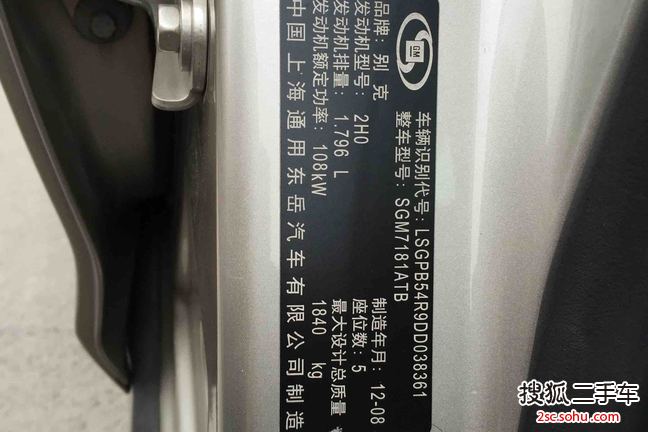 GM
车辆识别代号: LSGPB54R9DD038361
整车型号: SGM7181ATB
品牌: 别克
发动机型号: 2H0
发动机排量: 1.796 L
发动机额定功率: 108kW
制造年月: 12-08
座位数: 5
最大设计总质量
1840 kg
中国上海通用东岳汽车有限公司制造
搜狐二手车
2sc.sohu.com